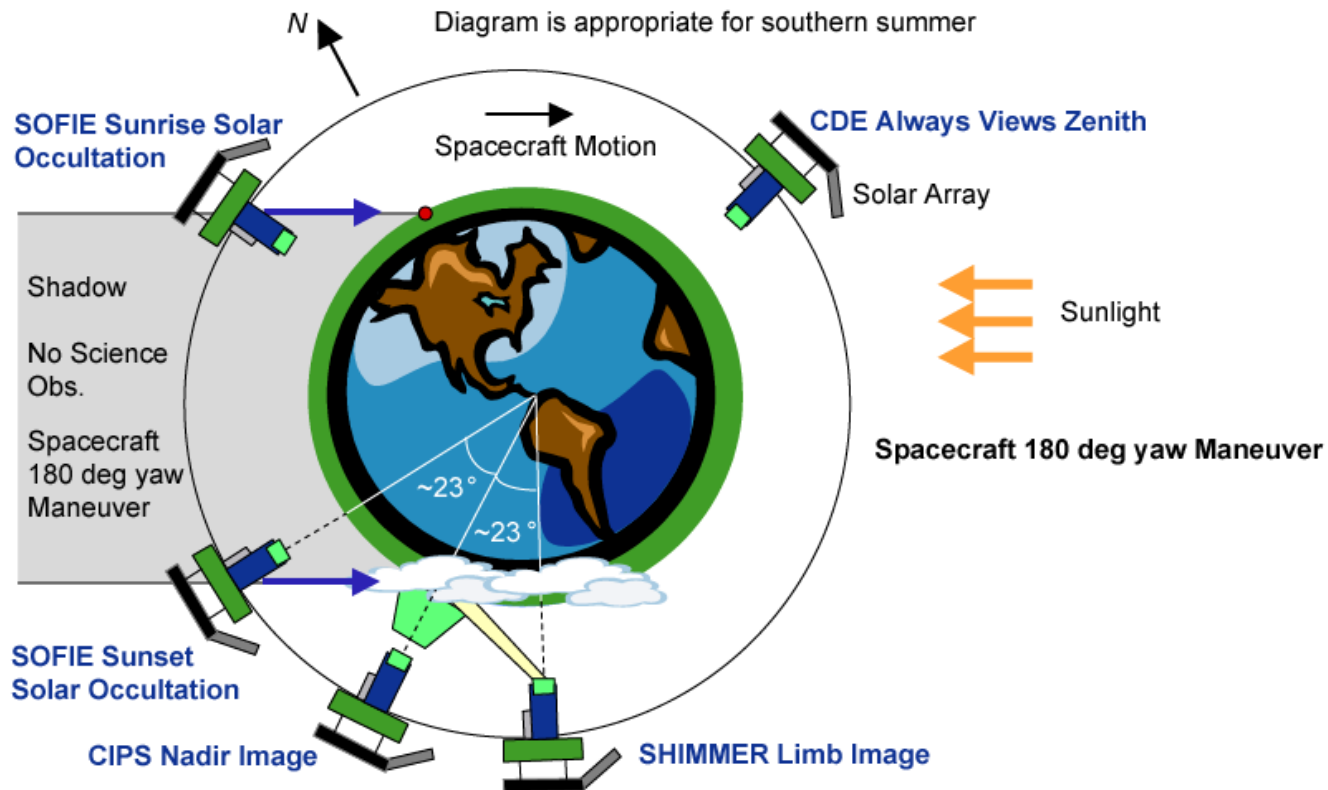 N
Diagram is appropriate for southern summer
SOFIE Sunrise Solar
Occultation
Spacecraft Motion
CDE Always Views Zenith
Solar Array
Shadow
No Science
Obs.
Spacecraft
180 deg yaw
Maneuver
Sunlight
Spacecraft 180 deg yaw Maneuver
~23°
~23°
SOFIE Sunset
Solar Occultation
CIPS Nadir Image
SHIMMER Limb Image